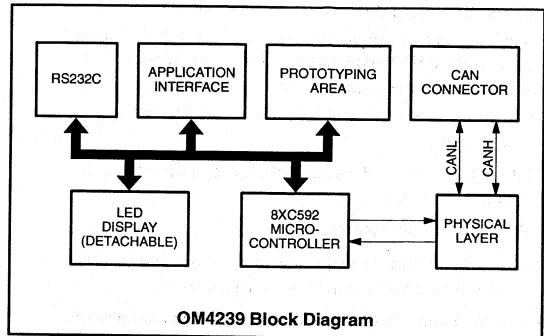 RS232C
APPLICATION
INTERFACE
PROTOTYPING
AREA
CAN
CONNECTOR
CANL
CANH
LED
DISPLAY
(DETACHABLE)
8XC592
MICRO-
CONTROLLER
PHYSICAL
LAYER
OM4239 Block Diagram